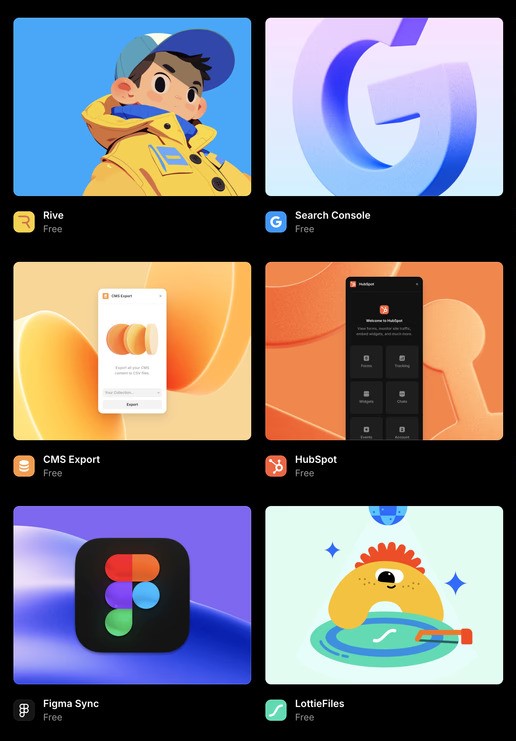 Rive
Free
Search Console
Free
CMS Export
Export all your CMS
content as CSV files.
Your Collection...
Export
CMS Export
Free
HubSpot
Welcome to HubSpot
View forms, monitor site traffic,
embed widgets, and much more.
Forms
Tracking
Widgets
Chats
Events
Account
HubSpot
Free
Figma Sync
Free
LottieFiles
Free